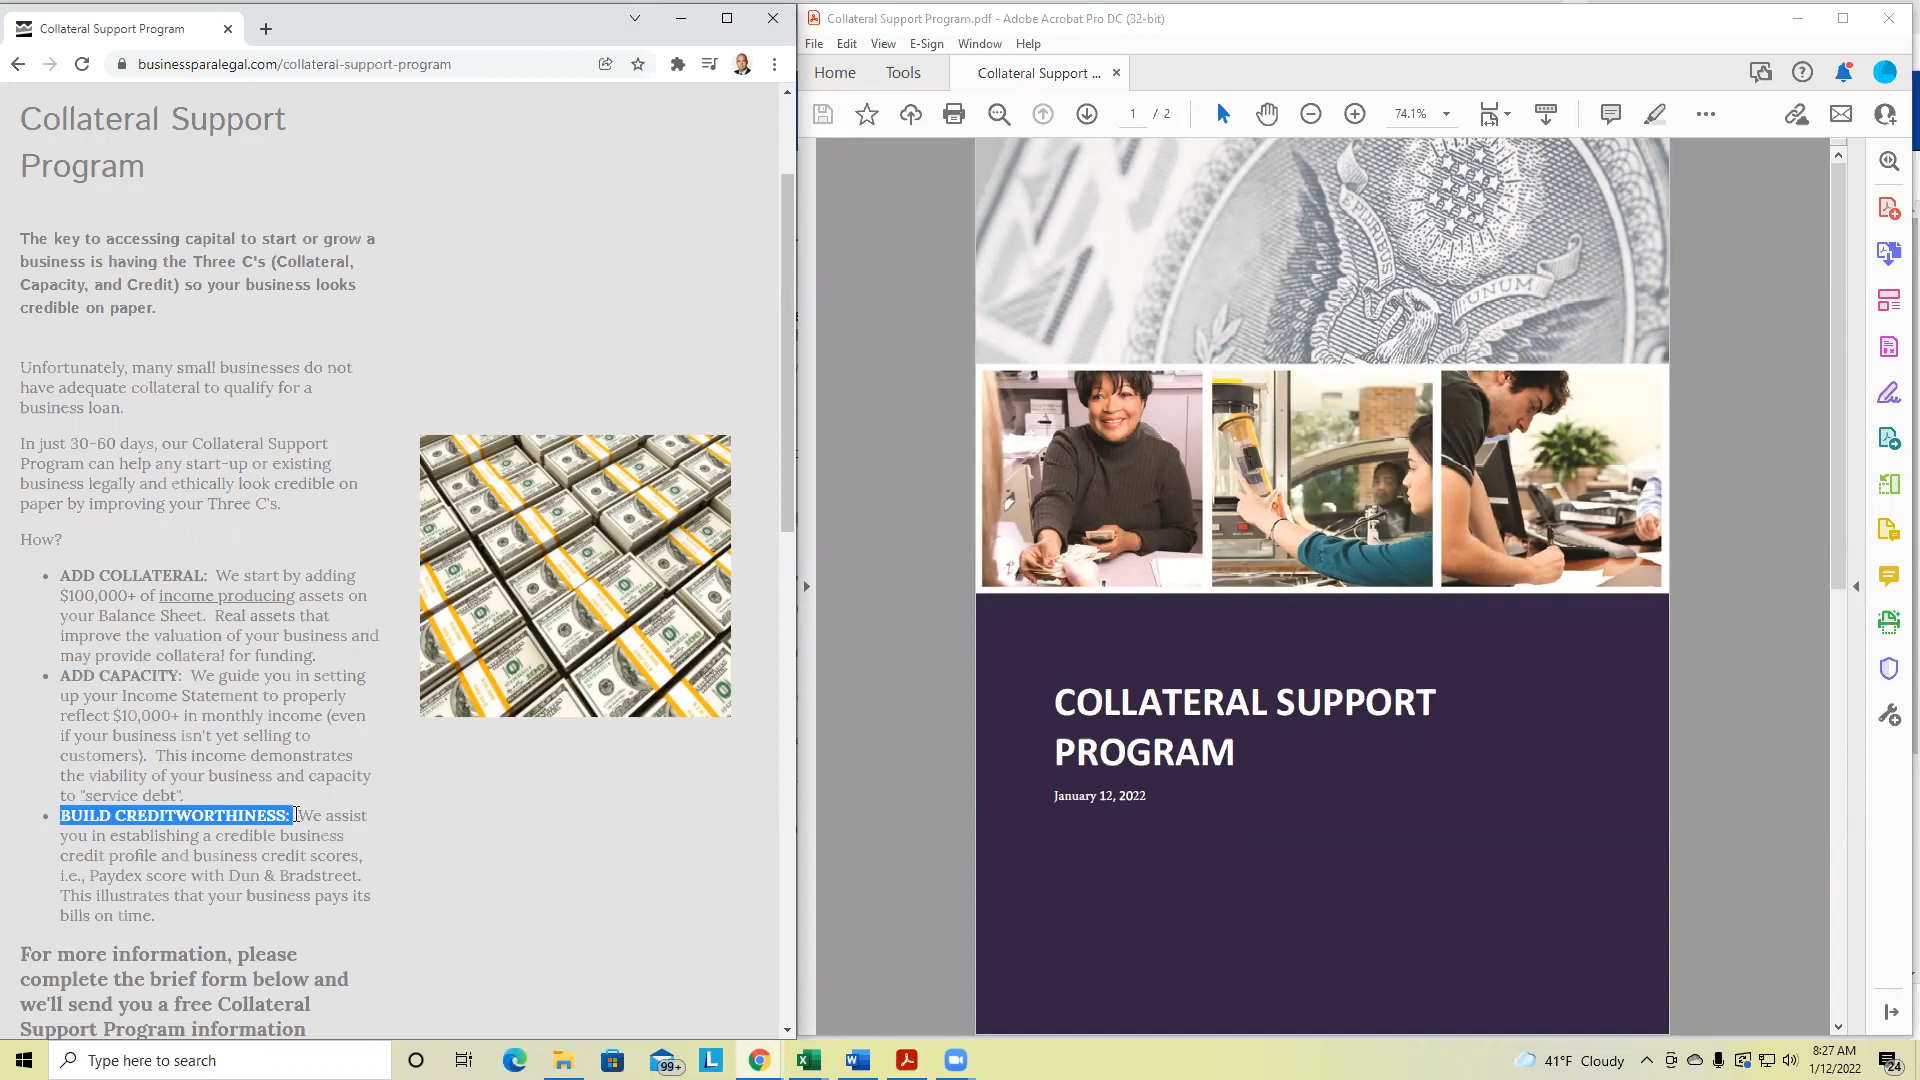 Collateral Support Program
businessparalegal.com/collateral-support-program
Collateral Support
Program
The key to accessing capital to start or grow a
business is having the Three C's (Collateral,
Capacity, and Credit) so your business looks
credible on paper.
Unfortunately, many small businesses do not
have adequate collateral to qualify for a
business loan.
In just 30-60 days, our Collateral Support
Program can help any start-up or existing
business legally and ethically look credible on
paper by improving your Three C's.
How?
• ADD COLLATERAL: We start by adding
$100,000+ of income producing assets on
your Balance Sheet. Real assets that
improve the valuation of your business and
may provide collateral for funding.
• ADD CAPACITY: We guide you in setting
up your Income Statement to properly
reflect $10,000+ in monthly income (even
if your business isn't yet selling to
customers). This income demonstrates
the viability of your business and capacity
to "service debt".
• BUILD CREDITWORTHINESS: We assist
you in establishing a credible business
credit profile and business credit scores,
i.e., Paydex score with Dun & Bradstreet.
This illustrates that your business pays its
bills on time.
For more information, please
complete the brief form below and
we'll send you a free Collateral
Support Program information
Collateral Support Program.pdf - Adobe Acrobat Pro DC (32-bit)
File Edit View E-Sign Window Help
Home Tools Collateral Support ...
1 / 2 74.1%
E PLURIBUS
UNUM
COLLATERAL SUPPORT
PROGRAM
January 12, 2022
Type here to search
99+
L
41°F Cloudy
8:27 AM
1/12/2022
24